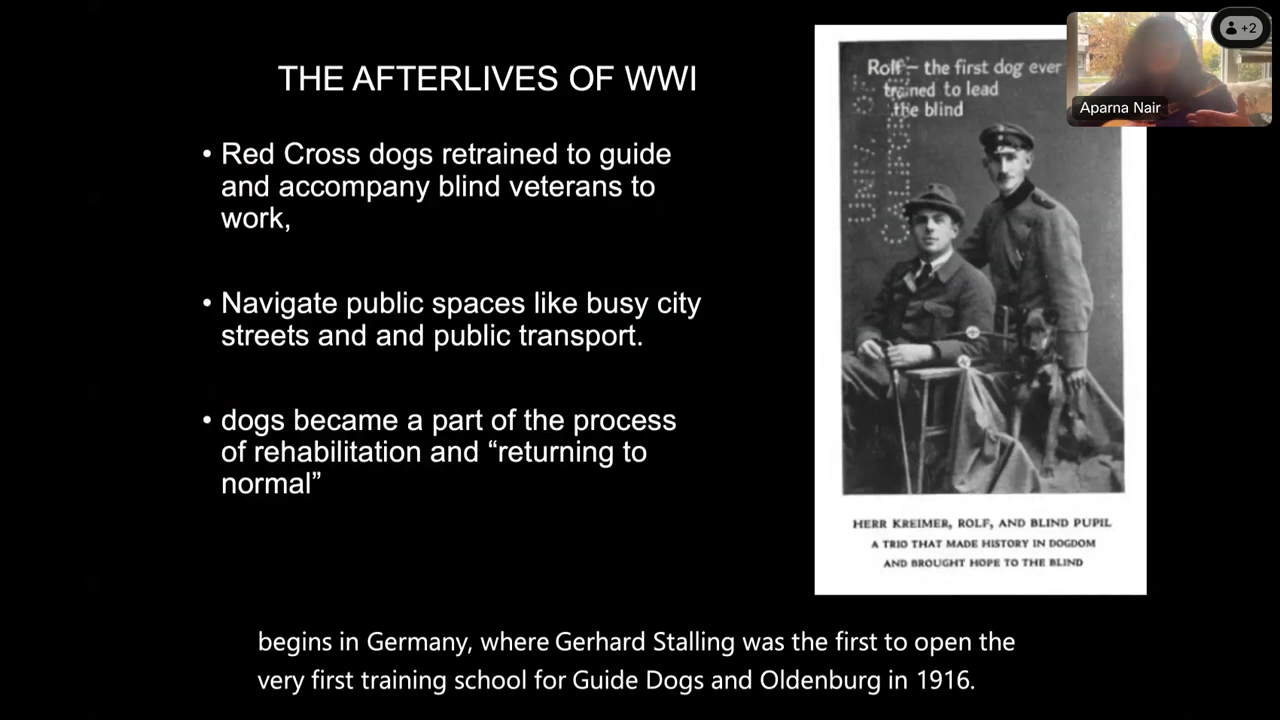 THE AFTERLIVES OF WWI
• Red Cross dogs retrained to guide
and accompany blind veterans to
work,
• Navigate public spaces like busy city
streets and and public transport.
• dogs became a part of the process
of rehabilitation and “returning to
normal”
Rolf – the first dog ever
trained to lead
the blind
HERR KREIMER, ROLF, AND BLIND PUPIL
A TRIO THAT MADE HISTORY IN DOGDOM
AND BROUGHT HOPE TO THE BLIND
+2
Aparna Nair
begins in Germany, where Gerhard Stalling was the first to open the
very first training school for Guide Dogs and Oldenburg in 1916.